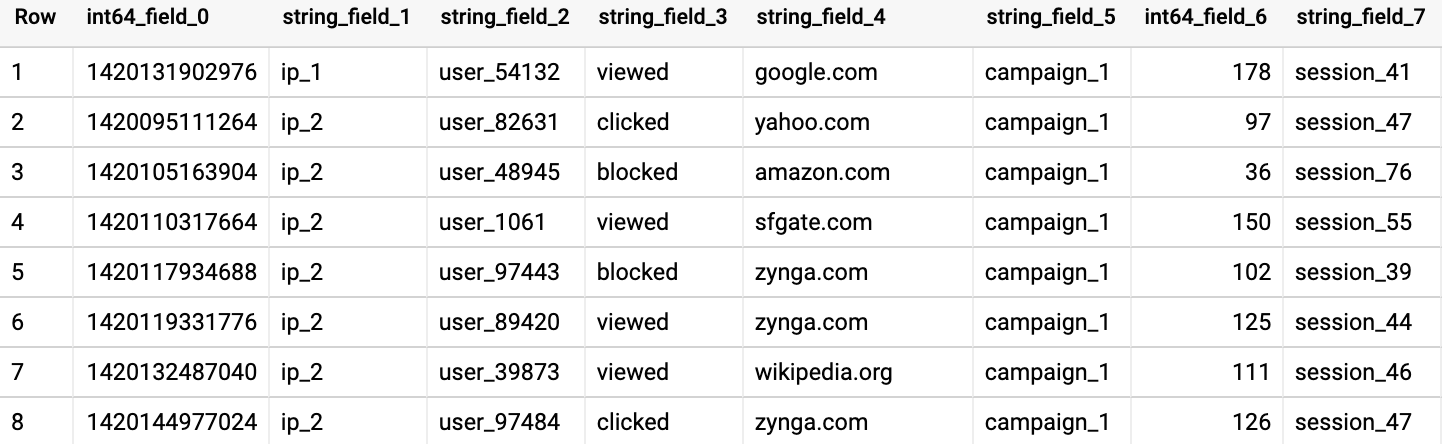 Row int64_field_0 string_field_1 string_field_2 string_field_3 string_field_4 string_field_5 int64_field_6 string_field_7
1 1420131902976 ip_1 user_54132 viewed google.com campaign_1 178 session_41
2 1420095111264 ip_2 user_82631 clicked yahoo.com campaign_1 97 session_47
3 1420105163904 ip_2 user_48945 blocked amazon.com campaign_1 36 session_76
4 1420110317664 ip_2 user_1061 viewed sfgate.com campaign_1 150 session_55
5 1420117934688 ip_2 user_97443 blocked zynga.com campaign_1 102 session_39
6 1420119331776 ip_2 user_89420 viewed zynga.com campaign_1 125 session_44
7 1420132487040 ip_2 user_39873 viewed wikipedia.org campaign_1 111 session_46
8 1420144977024 ip_2 user_97484 clicked zynga.com campaign_1 126 session_47